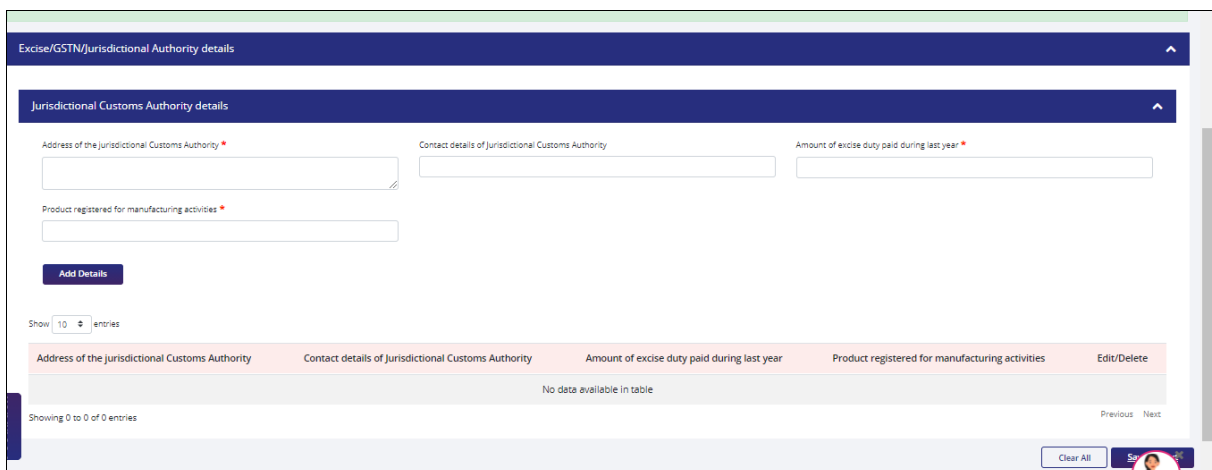 Excise/GSTN/Jurisdictional Authority details
Jurisdictional Customs Authority details
Address of the jurisdictional Customs Authority *
Contact details of Jurisdictional Customs Authority
Amount of excise duty paid during last year *
Product registered for manufacturing activities *
Add Details
Show 10 entries
Address of the jurisdictional Customs Authority Contact details of Jurisdictional Customs Authority Amount of excise duty paid during last year Product registered for manufacturing activities Edit/Delete
No data available in table
Showing 0 to 0 of 0 entries
Previous Next
Clear All